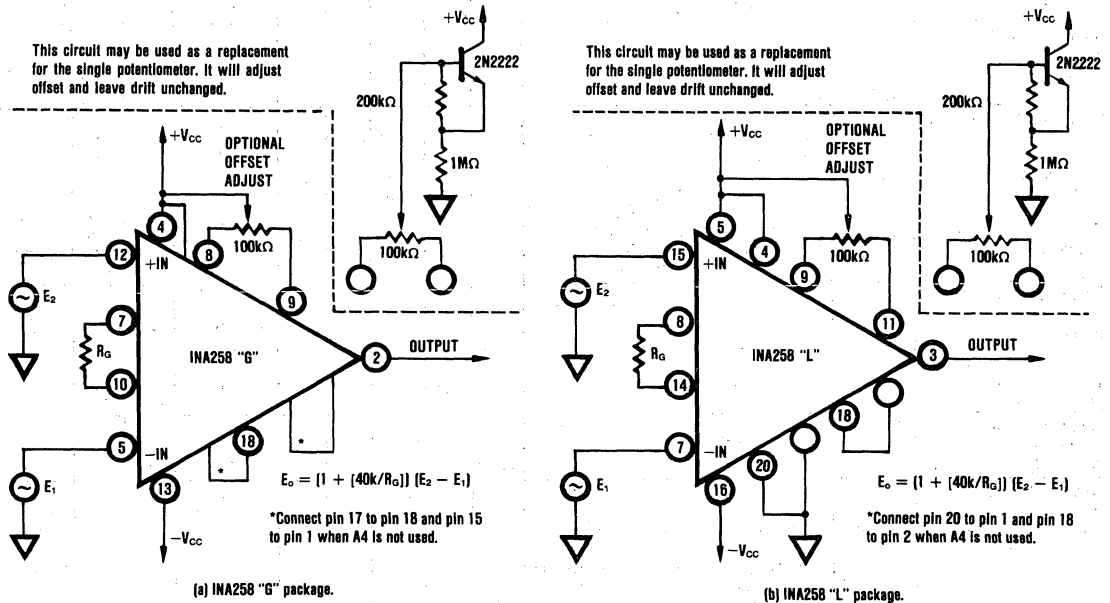 +VCC
This circuit may be used as a replacement
for the single potentiometer. It will adjust
offset and leave drift unchanged.
2N2222
200kΩ
1MΩ
+VCC
OPTIONAL
OFFSET
ADJUST
100kΩ
100kΩ
4
8
9
12
+IN
E2
7
RG
10
INA258 "G"
2
OUTPUT
5
−IN
E1
13
18
*
*
−VCC
Eo = (1 + [40k/RG]) (E2 − E1)
*Connect pin 17 to pin 18 and pin 15
to pin 1 when A4 is not used.
(a) INA258 "G" package.
+VCC
This circuit may be used as a replacement
for the single potentiometer. It will adjust
offset and leave drift unchanged.
2N2222
200kΩ
1MΩ
+VCC
OPTIONAL
OFFSET
ADJUST
100kΩ
100kΩ
5
4
9
11
15
+IN
E2
8
RG
14
INA258 "L"
3
OUTPUT
7
−IN
E1
16
20
18
−VCC
Eo = (1 + [40k/RG]) (E2 − E1)
*Connect pin 20 to pin 1 and pin 18
to pin 2 when A4 is not used.
(b) INA258 "L" package.